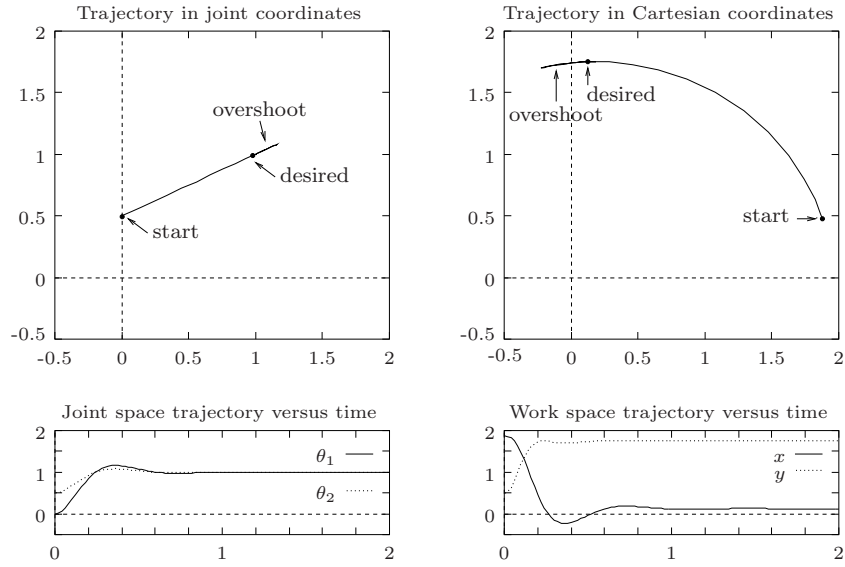 Trajectory in joint coordinates
2
1.5
1
0.5
0
-0.5
-0.5 0 0.5 1 1.5 2
overshoot
desired
start
Trajectory in Cartesian coordinates
2
1.5
1
0.5
0
-0.5
-0.5 0 0.5 1 1.5 2
desired
overshoot
start
Joint space trajectory versus time
2
1
0
0 1 2
θ1
θ2
Work space trajectory versus time
2
1
0
0 1 2
x
y